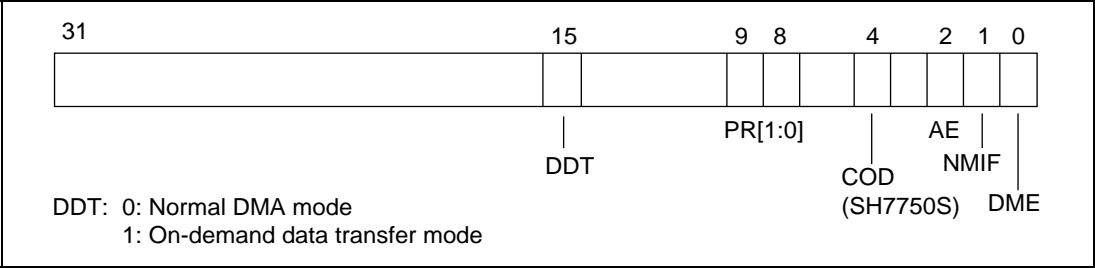 31 15 9 8 4 2 1 0
PR[1:0] AE
DDT NMIF
COD
(SH7750S) DME
DDT: 0: Normal DMA mode
1: On-demand data transfer mode